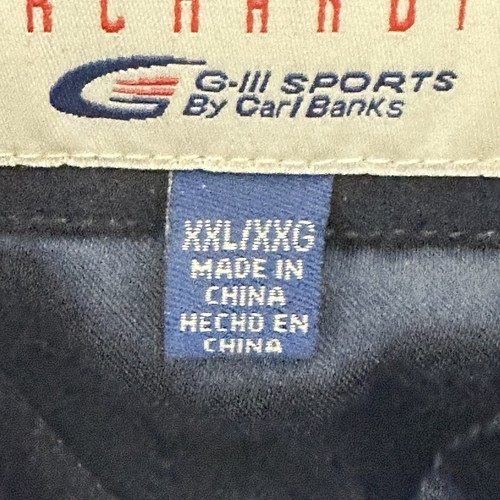 G-III SPORTS
By Carl Banks
XXL/XXG
MADE IN
CHINA
HECHO EN
CHINA